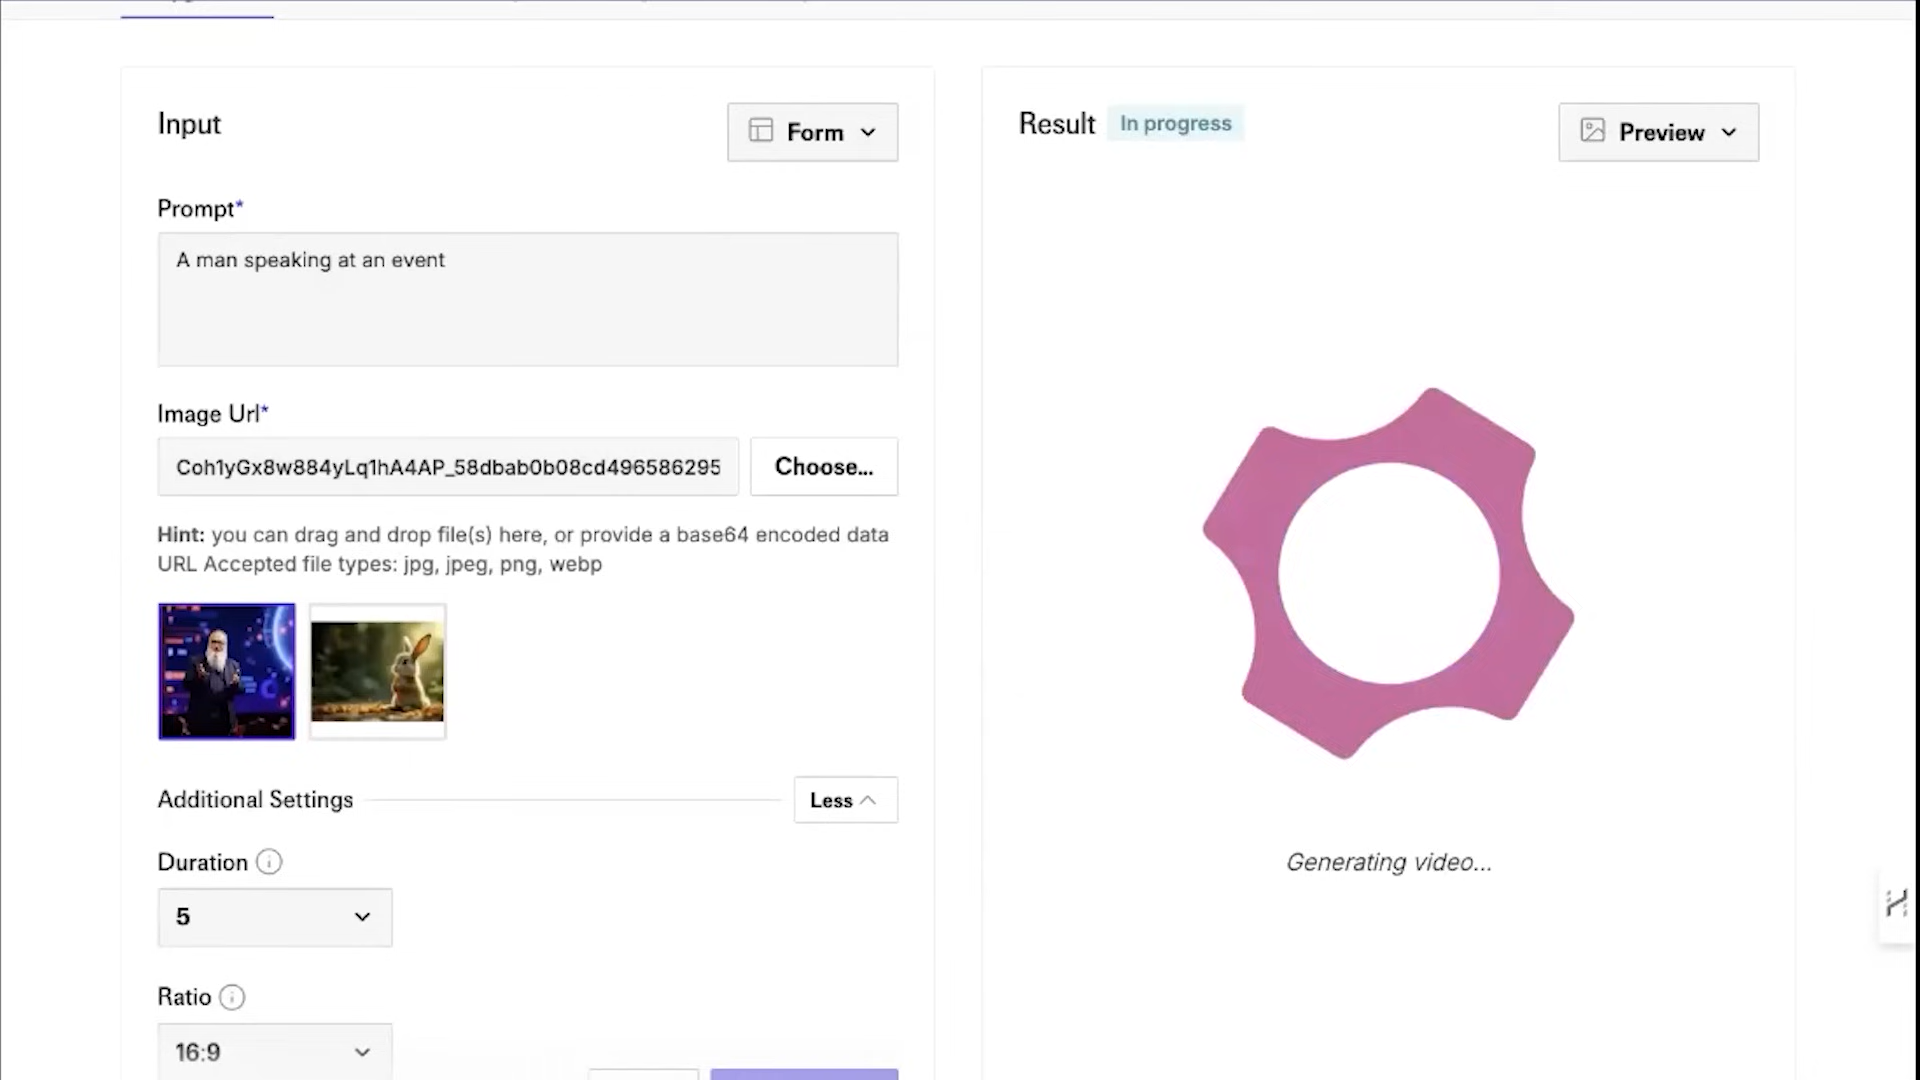 Input
Form
Prompt*
A man speaking at an event
Image Url*
Coh1yGx8w884yLq1hA4AP_58dbab0b08cd496586295
Choose...
Hint: you can drag and drop file(s) here, or provide a base64 encoded data
URL Accepted file types: jpg, jpeg, png, webp
Additional Settings
Less
Duration
5
Ratio
16:9
Result
In progress
Preview
Generating video...